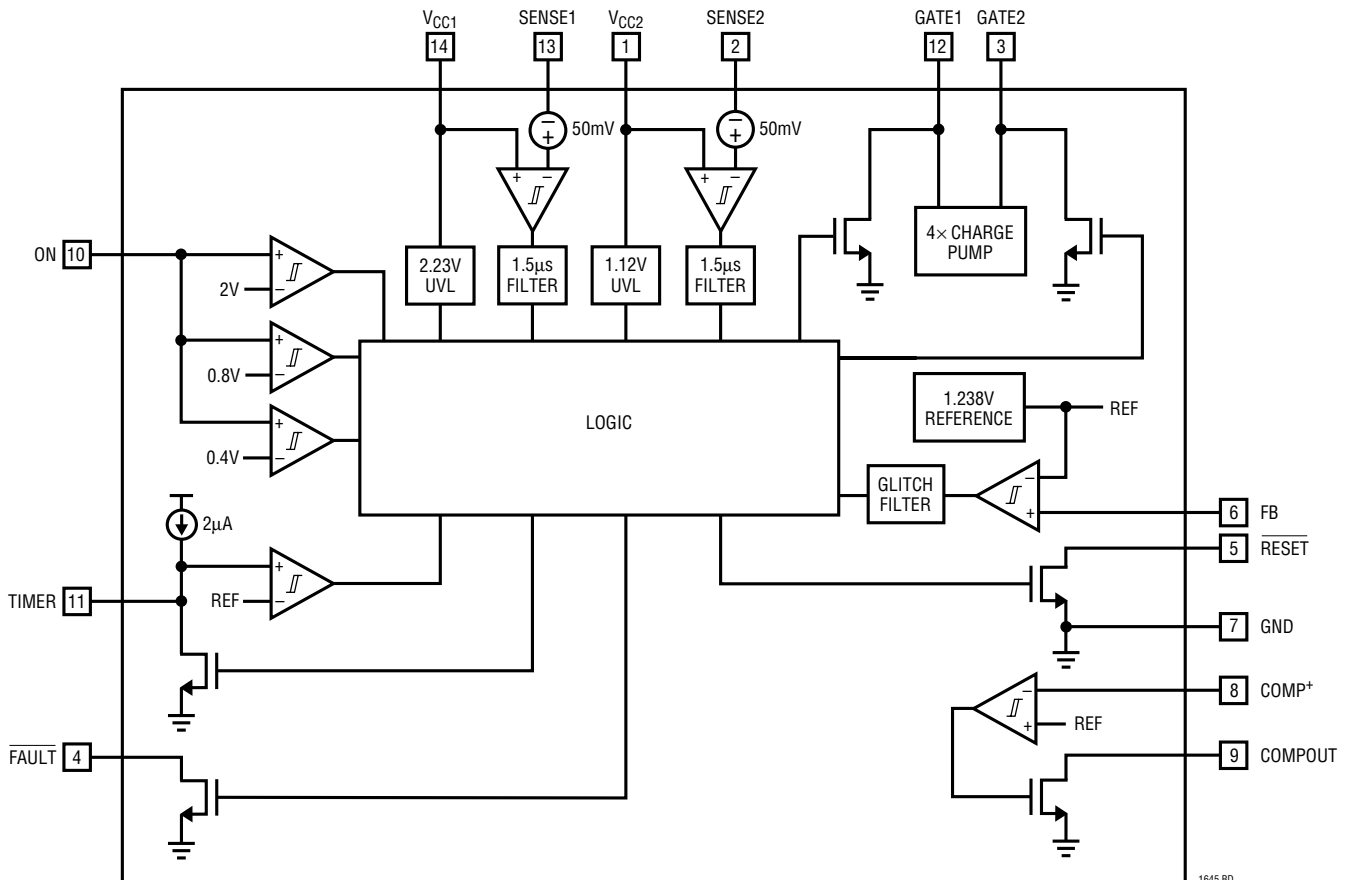 VCC1 SENSE1 VCC2 SENSE2 GATE1 GATE2
14 13 1 2 12 3
− 50mV − 50mV
+ +
+ − + −
4× CHARGE
PUMP
ON 10 +
2V −
2.23V
UVL
1.5µs
FILTER
1.12V
UVL
1.5µs
FILTER
+
0.8V −
+
0.4V −
LOGIC
1.238V
REFERENCE
REF
GLITCH
FILTER
−
+
6 FB
5 RESET
2µA
+
TIMER 11 REF −
7 GND
− 8 COMP+
+ REF
FAULT 4
9 COMPOUT
1645 BD